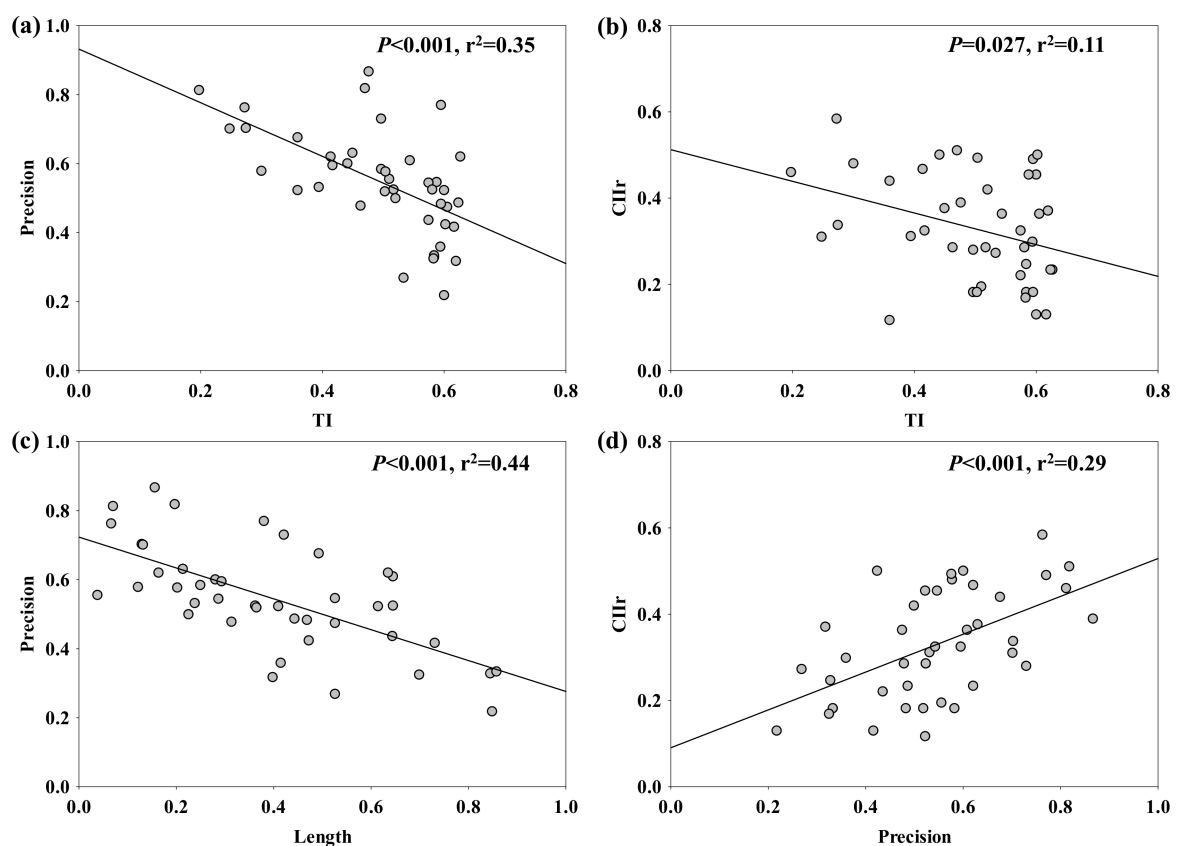 (a)
P<0.001, r²=0.35
1.0
0.8
0.6
0.4
0.2
0.0
Precision
0.0 0.2 0.4 0.6 0.8
TI
(b)
P=0.027, r²=0.11
0.8
0.6
0.4
0.2
0.0
CIIr
0.0 0.2 0.4 0.6 0.8
TI
(c)
P<0.001, r²=0.44
1.0
0.8
0.6
0.4
0.2
0.0
Precision
0.0 0.2 0.4 0.6 0.8 1.0
Length
(d)
P<0.001, r²=0.29
0.8
0.6
0.4
0.2
0.0
CIIr
0.0 0.2 0.4 0.6 0.8 1.0
Precision